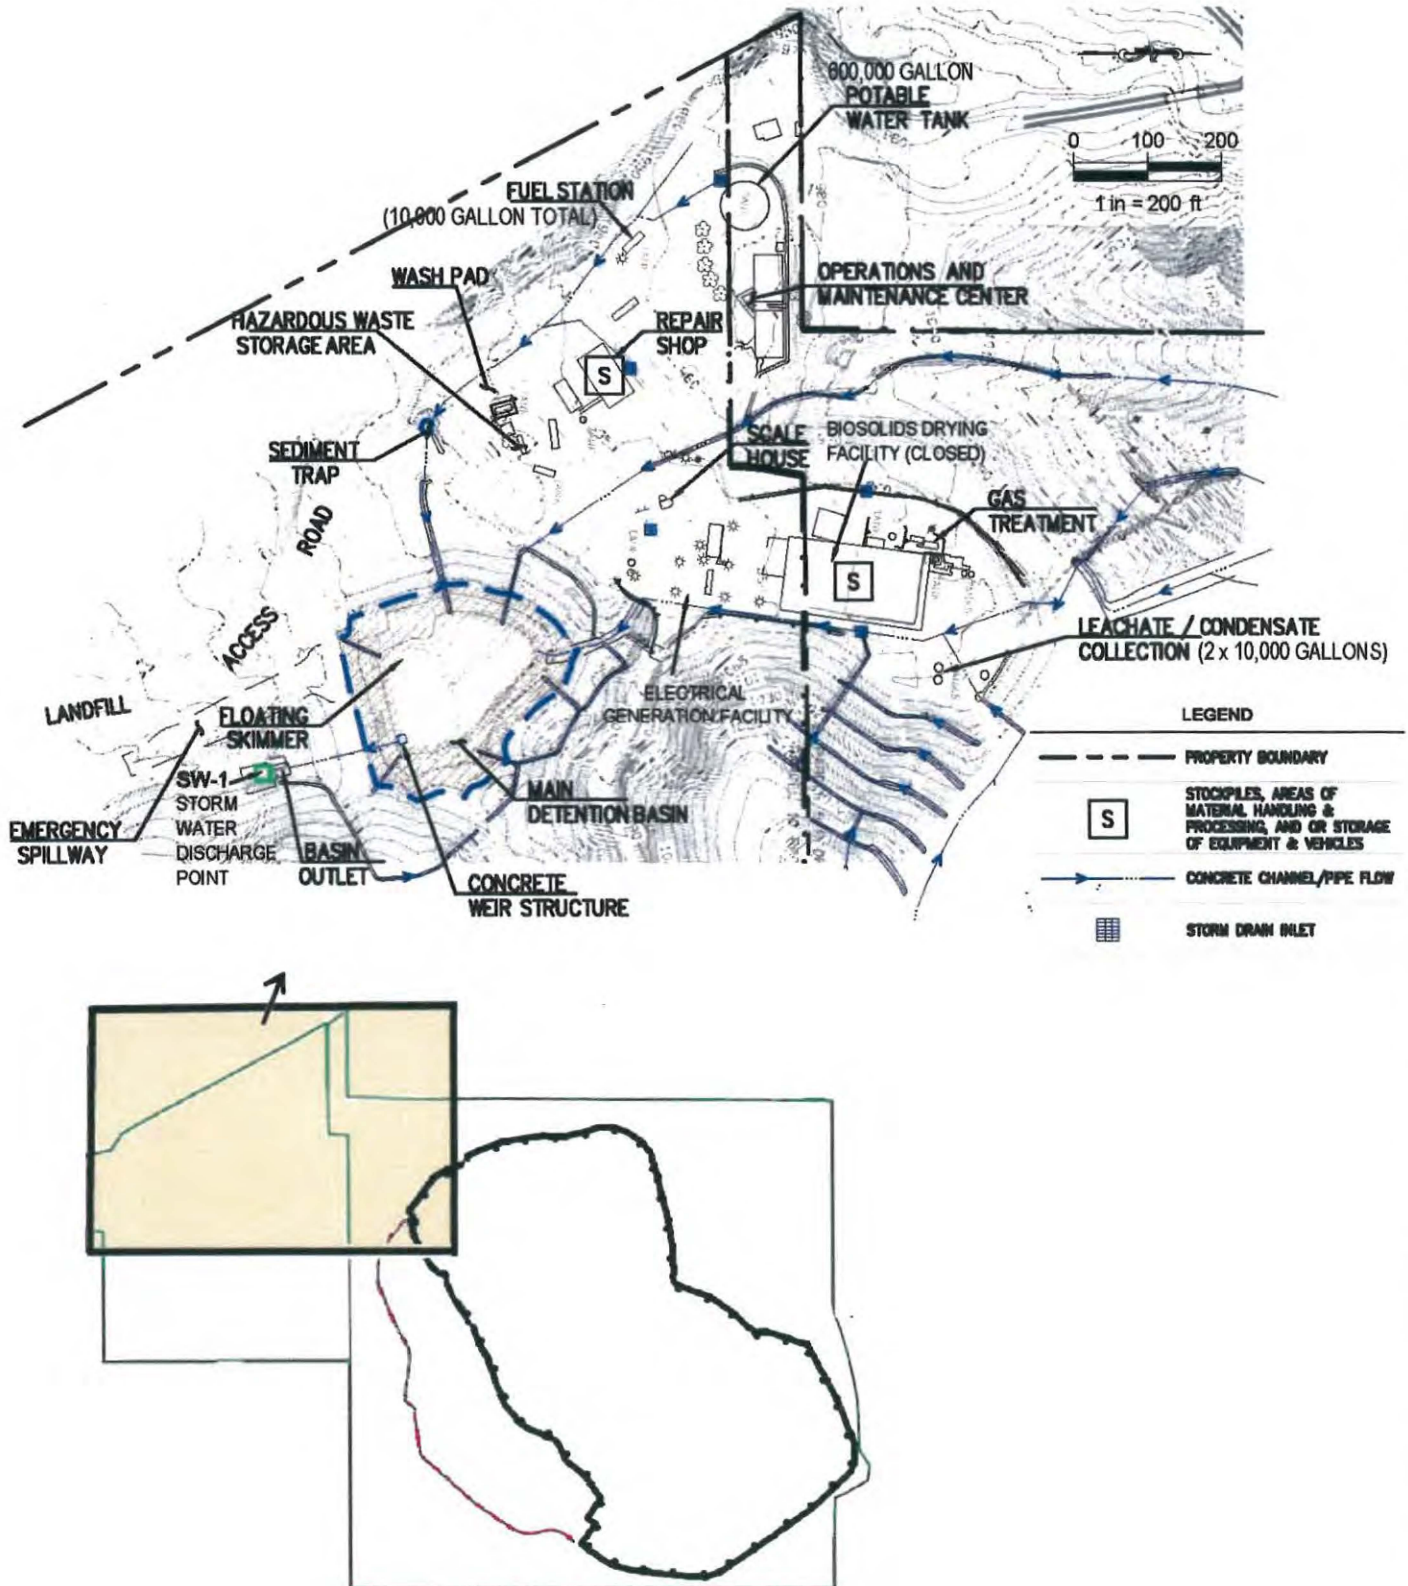 600,000 GALLON
POTABLE
WATER TANK
0 100 200
1 in = 200 ft
FUEL STATION
(10,000 GALLON TOTAL)
WASH PAD
OPERATIONS AND
MAINTENANCE CENTER
HAZARDOUS WASTE
STORAGE AREA
REPAIR
SHOP
S
SEDIMENT
TRAP
SCALE
HOUSE
BIOSOLIDS DRYING
FACILITY (CLOSED)
GAS
TREATMENT
S
LANDFILL
ACCESS
ROAD
LEACHATE / CONDENSATE
COLLECTION (2 x 10,000 GALLONS)
ELECTRICAL
GENERATION FACILITY
FLOATING
SKIMMER
SW-1
STORM
WATER
DISCHARGE
POINT
MAIN
DETENTION BASIN
EMERGENCY
SPILLWAY
BASIN
OUTLET
CONCRETE
WEIR STRUCTURE
LEGEND
PROPERTY BOUNDARY
S
STOCKPILES, AREAS OF
MATERIAL HANDLING &
PROCESSING, AND OR STORAGE
OF EQUIPMENT & VEHICLES
CONCRETE CHANNEL/PIPE FLOW
STORM DRAIN INLET